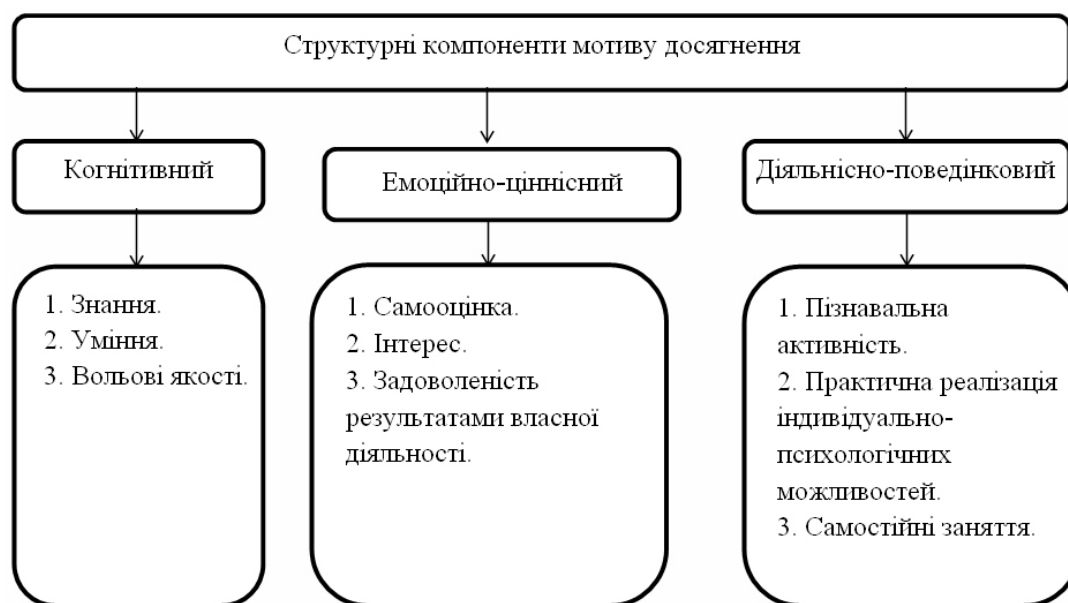 Структурні компоненти мотиву досягнення
Когнітивний
Емоційно-ціннісний
Діяльнісно-поведінковий
1. Знання.
2. Уміння.
3. Вольові якості.
1. Самооцінка.
2. Інтерес.
3. Задоволеність
результатами власної
діяльності.
1. Пізнавальна
активність.
2. Практична реалізація
індивідуально-
психологічних
можливостей.
3. Самостійні заняття.